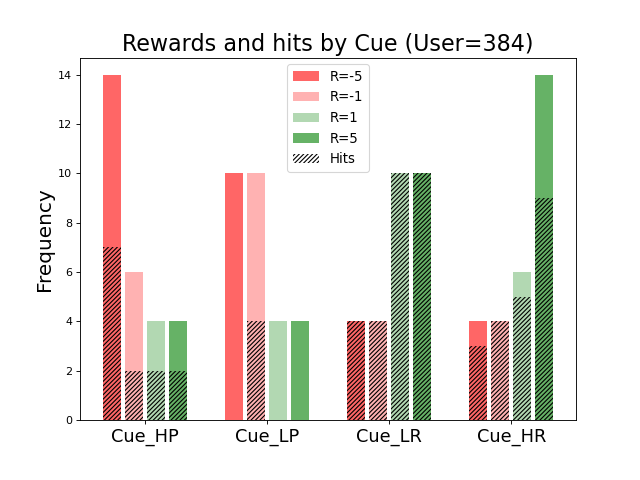 Rewards and hits by Cue (User=384)
R=-5
R=-1
R=1
R=5
Hits
Frequency
14
12
10
8
6
4
2
0
Cue_HP
Cue_LP
Cue_LR
Cue_HR